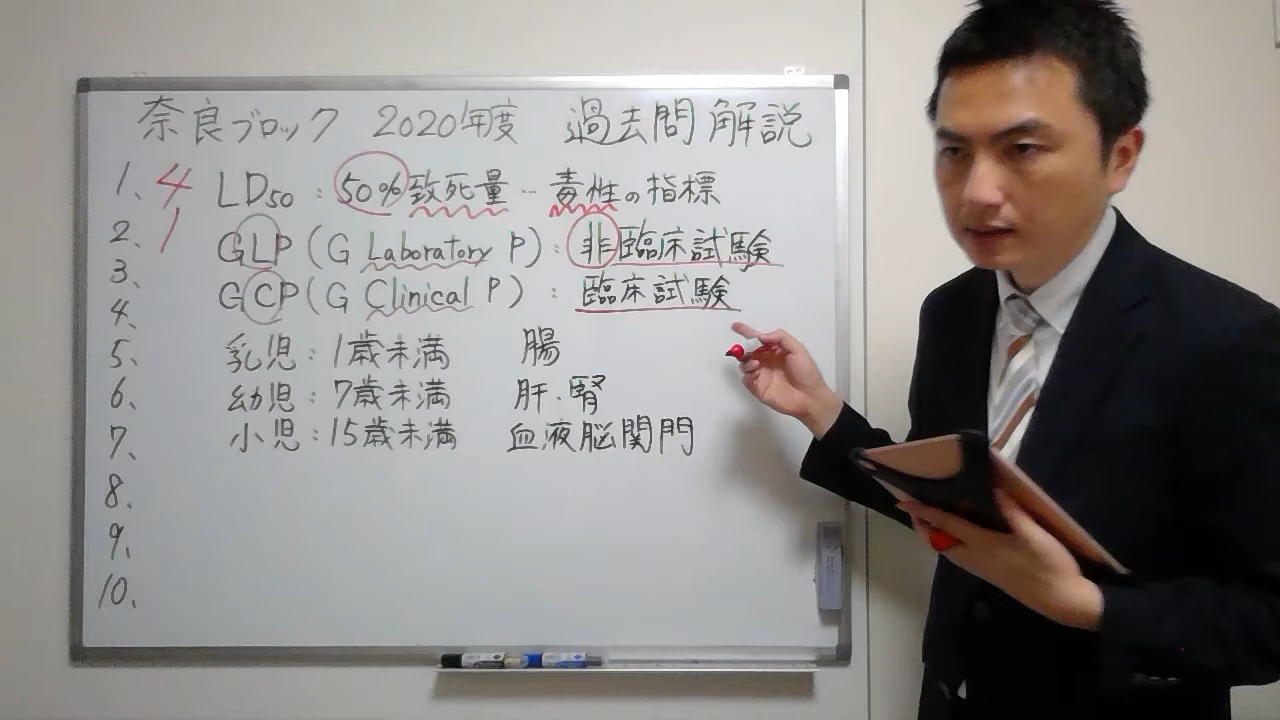 奈良ブロック 2020年度 過去問解説
1、 4 LD50 : 50%致死量 … 毒性の指標
2、 1 GLP (G Laboratory P) : 非臨床試験
3、
4、 GCP (G Clinical P) : 臨床試験
5、 乳児 : 1歳未満 腸
6、 幼児 : 7歳未満 肝・腎
7、 小児 : 15歳未満 血液脳関門
8、
9、
10、